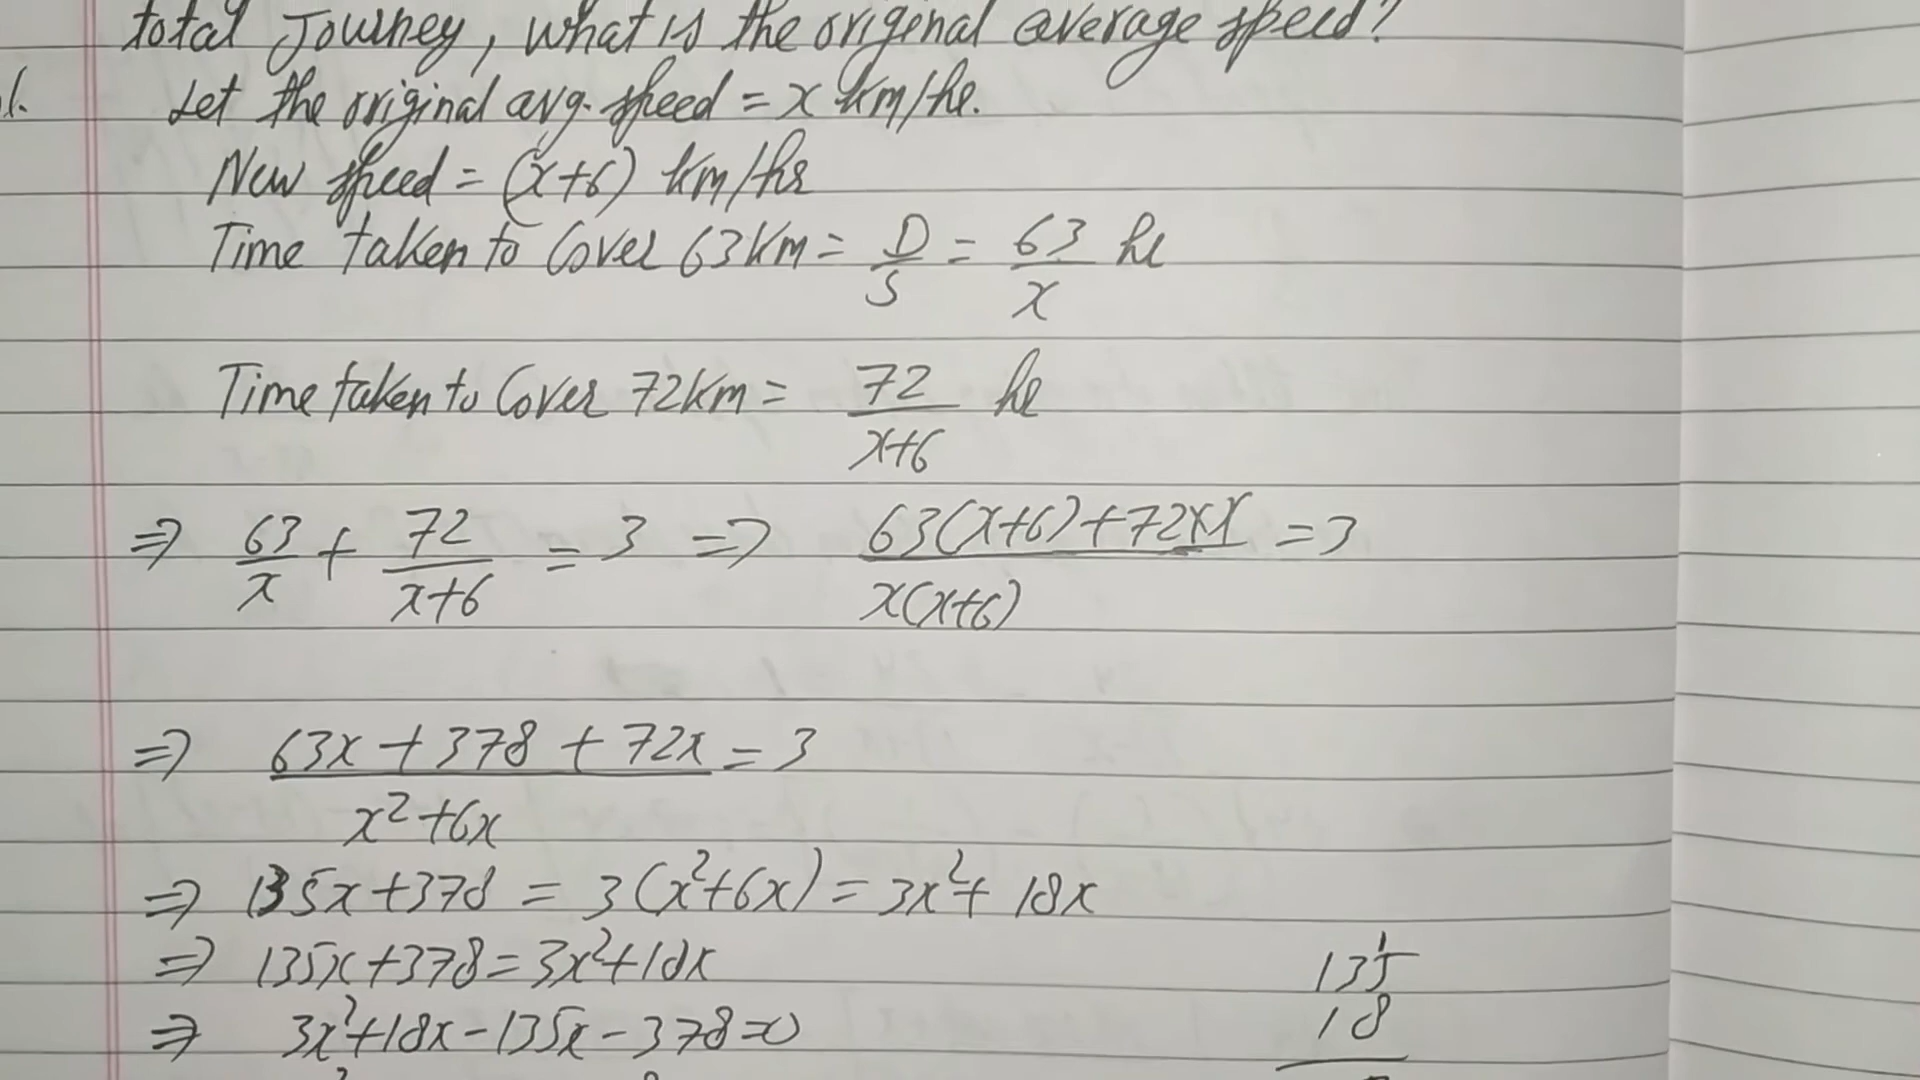 total Journey, what is the original average speed?
Let the original avg. speed = x km/hr.
New speed = (x+6) km/hr
Time taken to Cover 63Km = D/S = 63/x hr
Time taken to Cover 72Km = 72/(x+6) hr
⇒ 63/x + 72/(x+6) = 3 ⇒ (63(x+6)+72×x)/(x(x+6)) = 3
⇒ (63x + 378 + 72x)/(x²+6x) = 3
⇒ 135x+378 = 3(x²+6x) = 3x²+ 18x
⇒ 135x+378 = 3x²+18x
135
⇒ 3x²+18x-135x-378=0
18